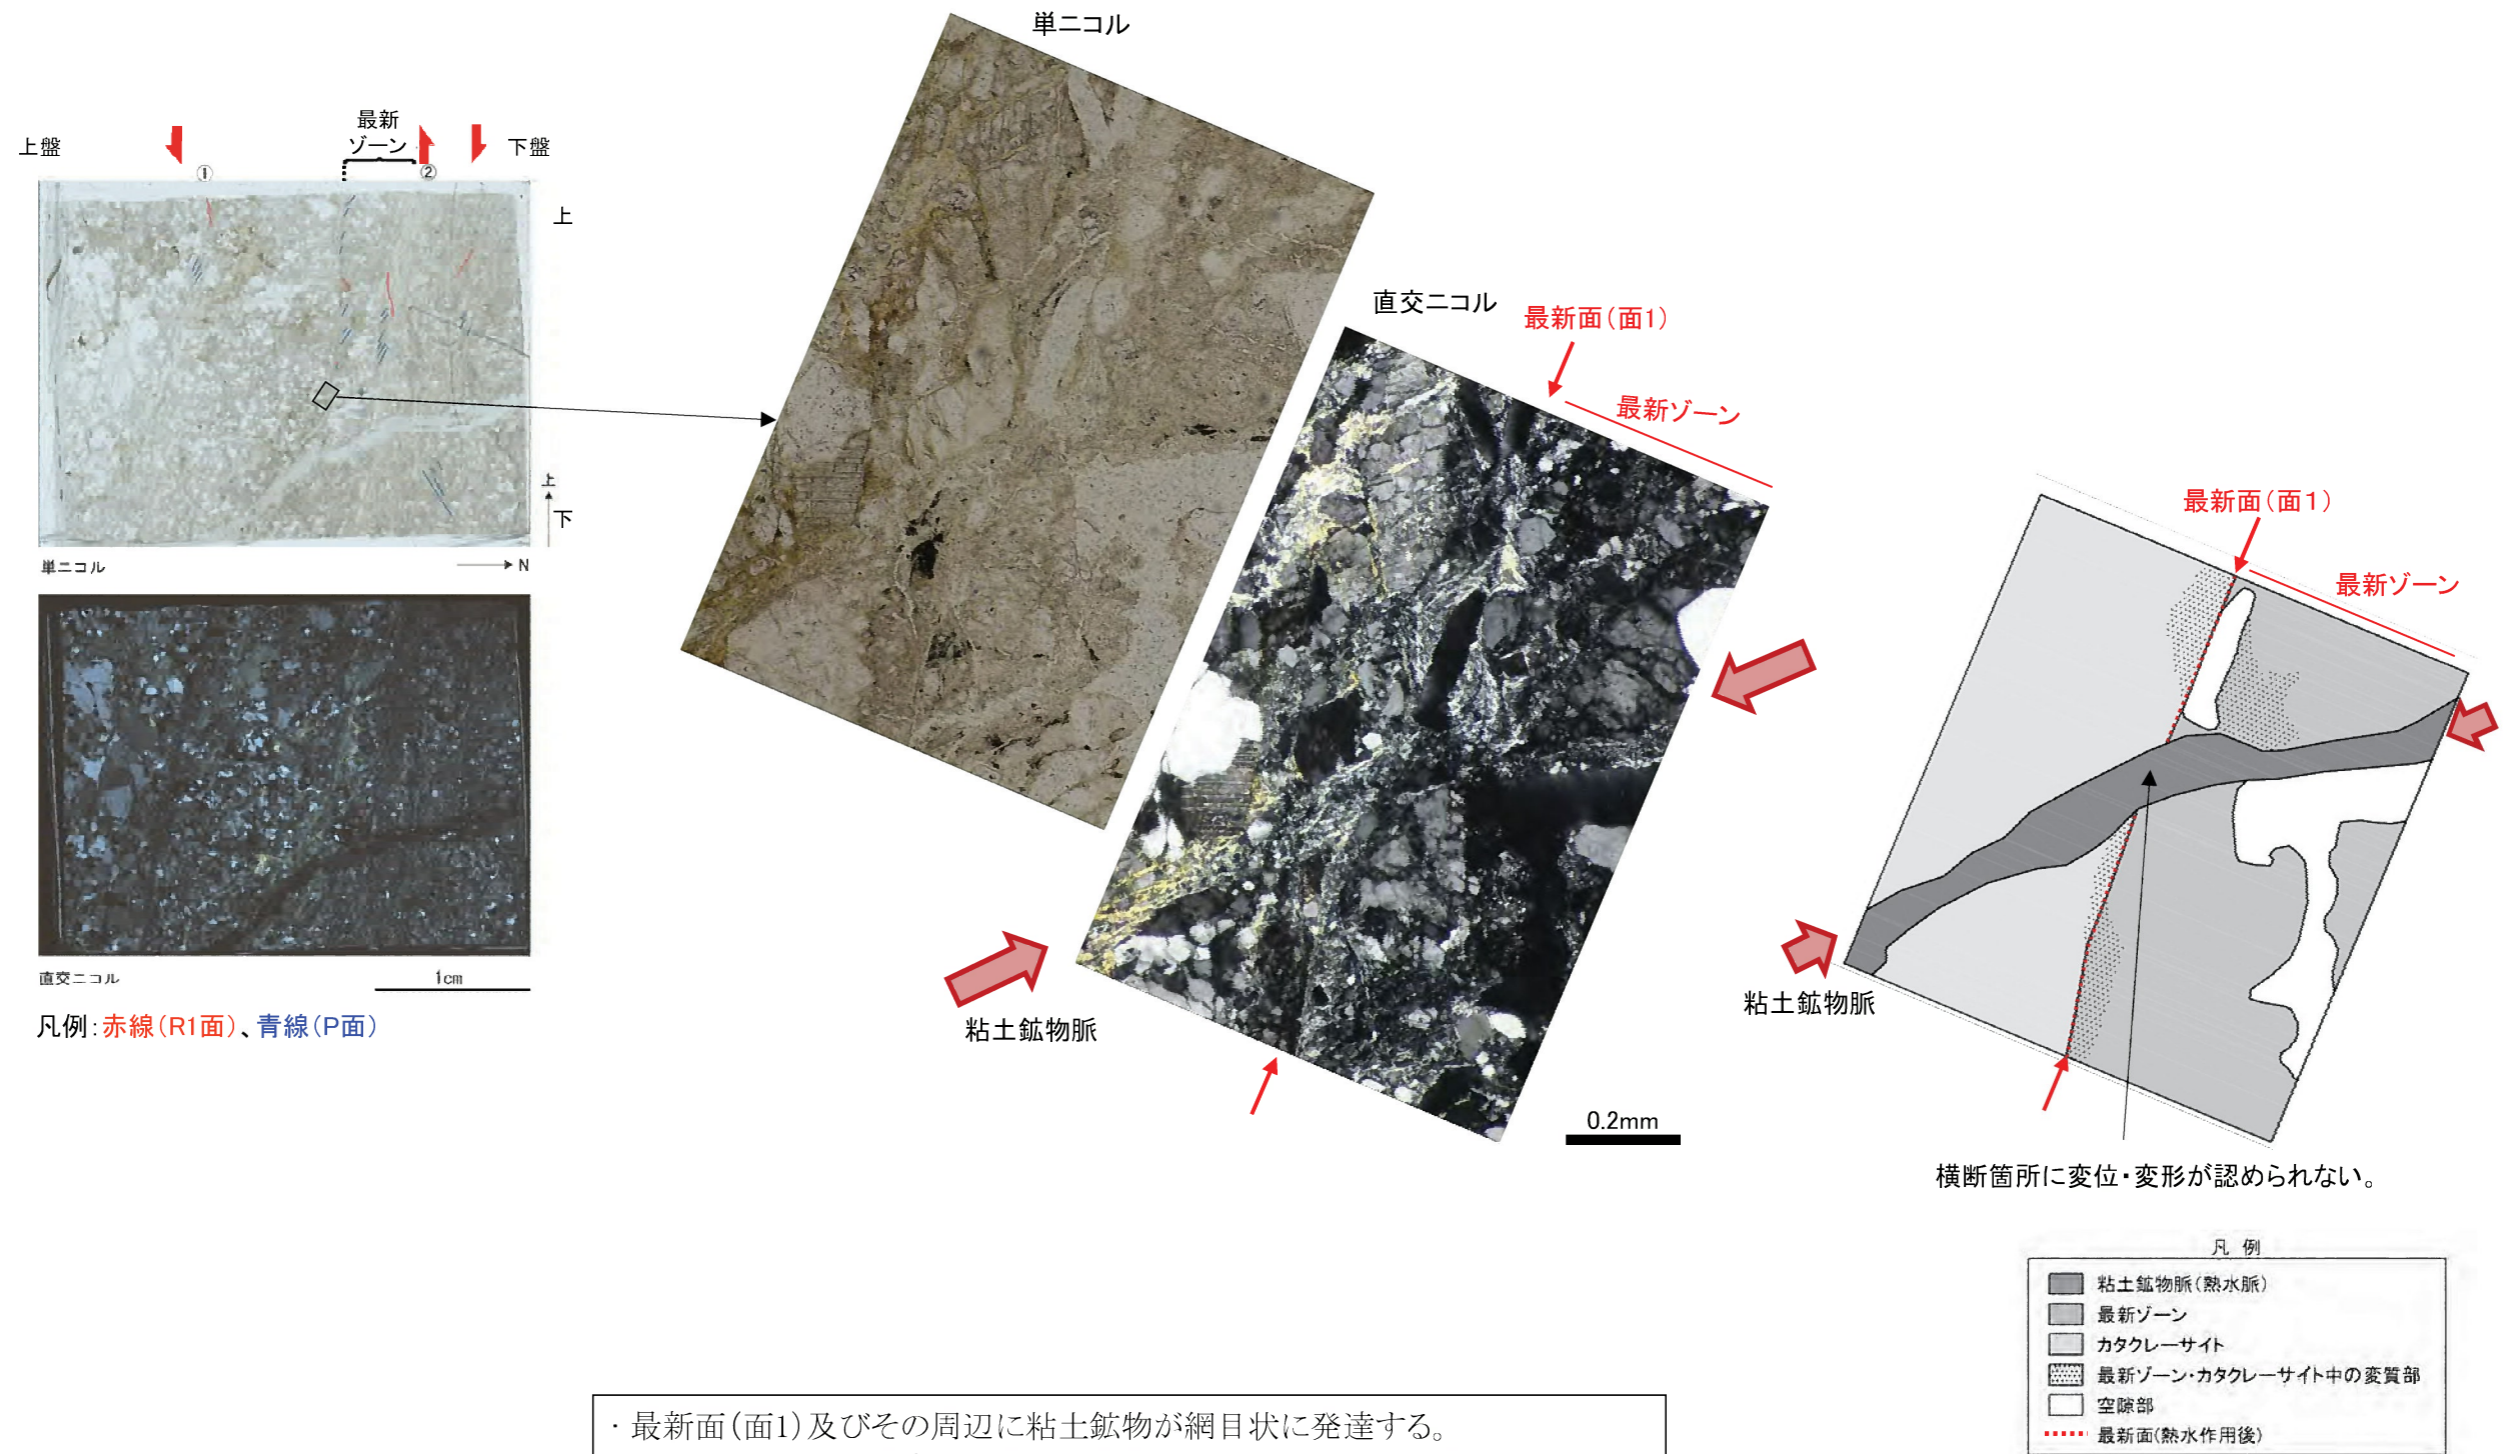 単ニコル
最新
ゾーン
上盤
下盤
①
②
上
上
下
単ニコル
N
直交ニコル
1cm
凡例：赤線（R1面）、青線（P面）
直交ニコル
最新面（面1）
最新ゾーン
粘土鉱物脈
0.2mm
最新面（面1）
最新ゾーン
粘土鉱物脈
横断箇所に変位・変形が認められない。
凡 例
粘土鉱物脈（熱水脈）
最新ゾーン
カタクレーサイト
最新ゾーン・カタクレーサイト中の変質部
空隙部
最新面(熱水作用後)
・最新面（面1）及びその周辺に粘土鉱物が網目状に発達する。